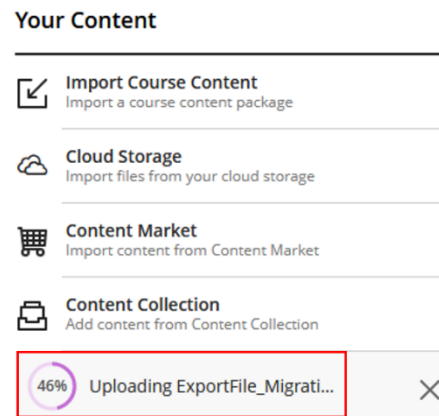 Your Content
Import Course Content
Import a course content package
Cloud Storage
Import files from your cloud storage
Content Market
Import content from Content Market
Content Collection
Add content from Content Collection
46% Uploading ExportFile_Migrati...